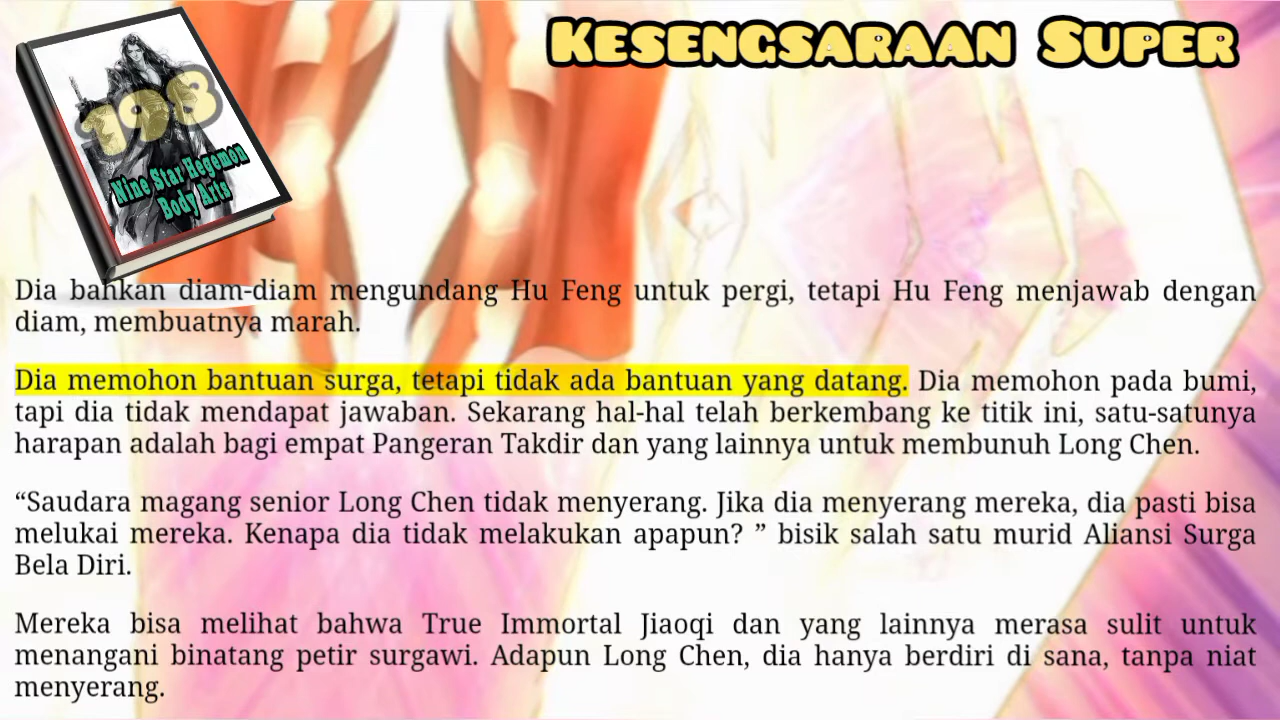 Kesengsaraan Super
198
Nine Star Hegemon
Body Arts
Dia bahkan diam-diam mengundang Hu Feng untuk pergi, tetapi Hu Feng menjawab dengan
diam, membuatnya marah.
Dia memohon bantuan surga, tetapi tidak ada bantuan yang datang. Dia memohon pada bumi,
tapi dia tidak mendapat jawaban. Sekarang hal-hal telah berkembang ke titik ini, satu-satunya
harapan adalah bagi empat Pangeran Takdir dan yang lainnya untuk membunuh Long Chen.
“Saudara magang senior Long Chen tidak menyerang. Jika dia menyerang mereka, dia pasti bisa
melukai mereka. Kenapa dia tidak melakukan apapun? ” bisik salah satu murid Aliansi Surga
Bela Diri.
Mereka bisa melihat bahwa True Immortal Jiaoqi dan yang lainnya merasa sulit untuk
menangani binatang petir surgawi. Adapun Long Chen, dia hanya berdiri di sana, tanpa niat
menyerang.